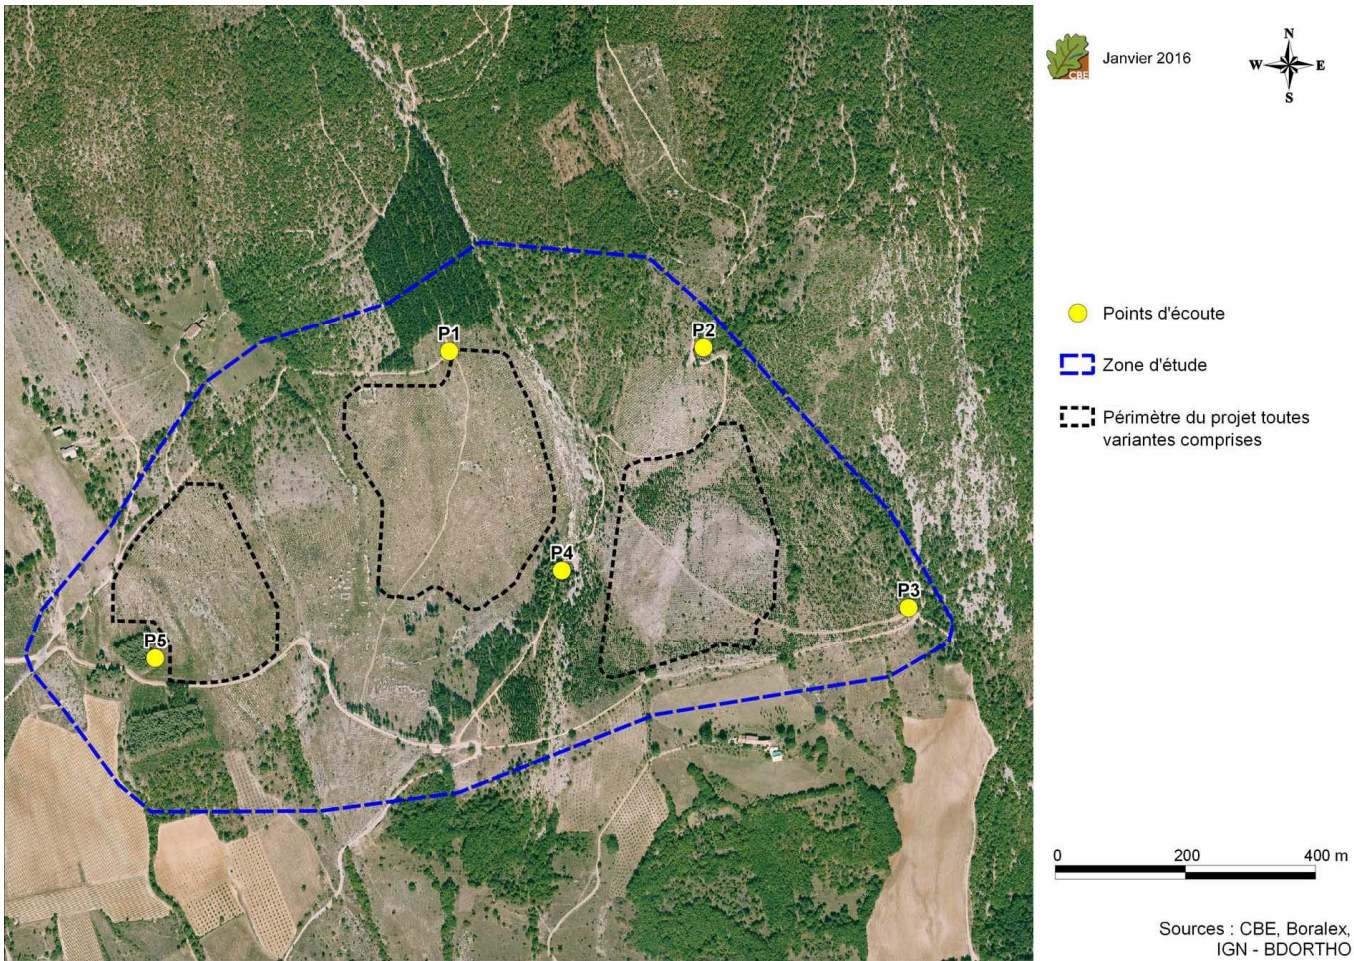 CBE
Janvier 2016
N
W E
S
P1
P2
P4
P3
P5
Points d'écoute
Zone d'étude
Périmètre du projet toutes
variantes comprises
0 200 400 m
Sources : CBE, Boralex,
IGN - BDORTHO